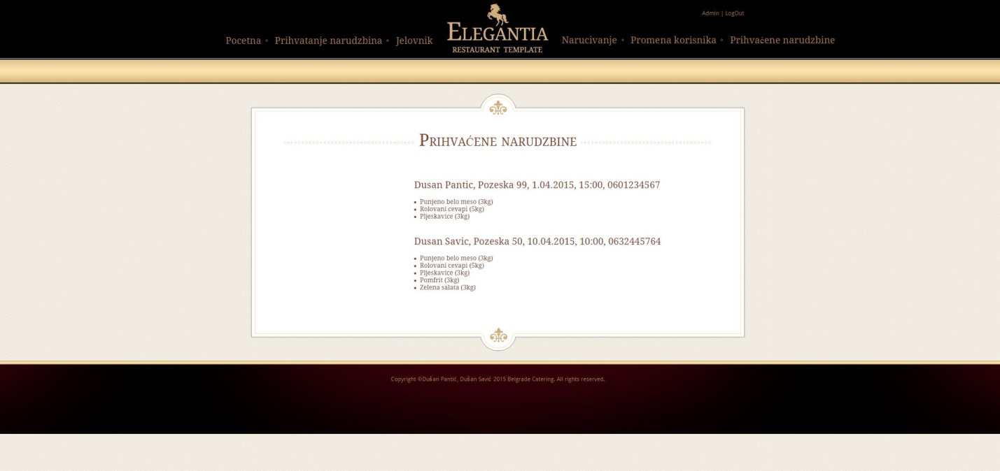 Admin | LogOut
Pocetna Prihvatanje narudzbina Jelovnik ELEGANTIA Narucivanje Promena korisnika Prihvaćene narudzbine
RESTAURANT TEMPLATE
PRIHVAĆENE NARUDZBINE
Dusan Pantic, Pozeska 99, 1.04.2015, 15:00, 0601234567
• Punjeno belo meso (3kg)
• Rolovani cevapi (5kg)
• Pljeskavice (3kg)
Dusan Savic, Pozeska 50, 10.04.2015, 10:00, 0632445764
• Punjeno belo meso (3kg)
• Rolovani cevapi (5kg)
• Pljeskavice (3kg)
• Pomfrit (3kg)
• Zelena salata (3kg)
Copyright ©Dušan Pantić, Dušan Savić 2015 Belgrade Catering. All rights reserved.